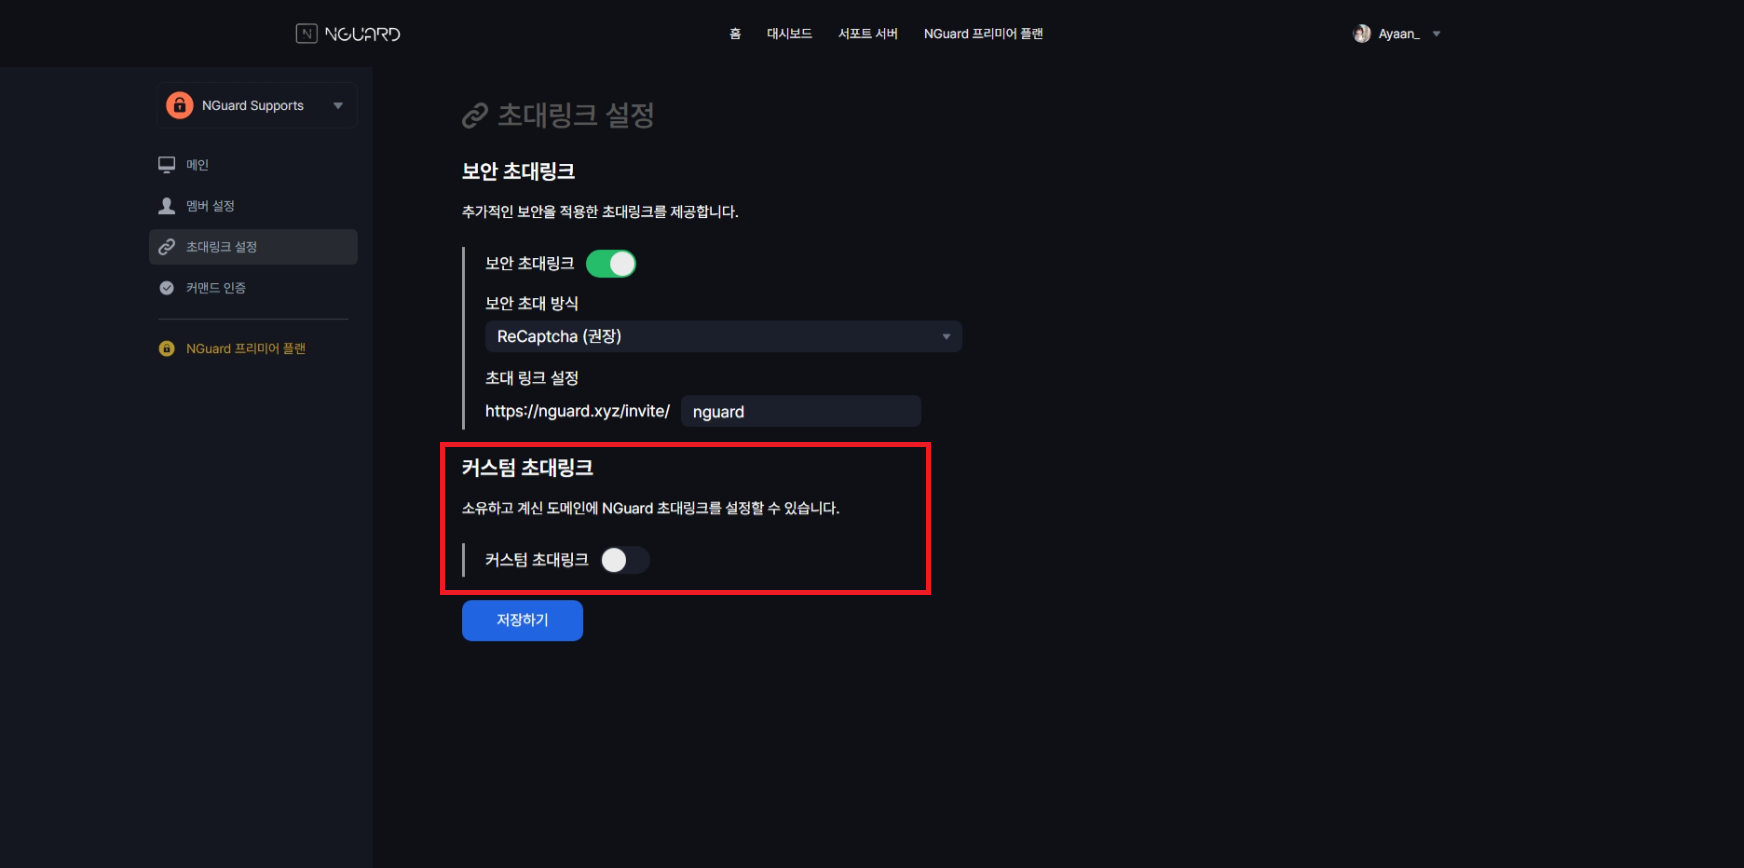 NGUARD
홈 대시보드 서포트 서버 NGuard 프리미어 플랜
Ayaan_
NGuard Supports
메인
멤버 설정
초대링크 설정
커맨드 인증
NGuard 프리미어 플랜
초대링크 설정
보안 초대링크
추가적인 보안을 적용한 초대링크를 제공합니다.
보안 초대링크
보안 초대 방식
ReCaptcha (권장)
초대 링크 설정
https://nguard.xyz/invite/ nguard
커스텀 초대링크
소유하고 계신 도메인에 NGuard 초대링크를 설정할 수 있습니다.
커스텀 초대링크
저장하기